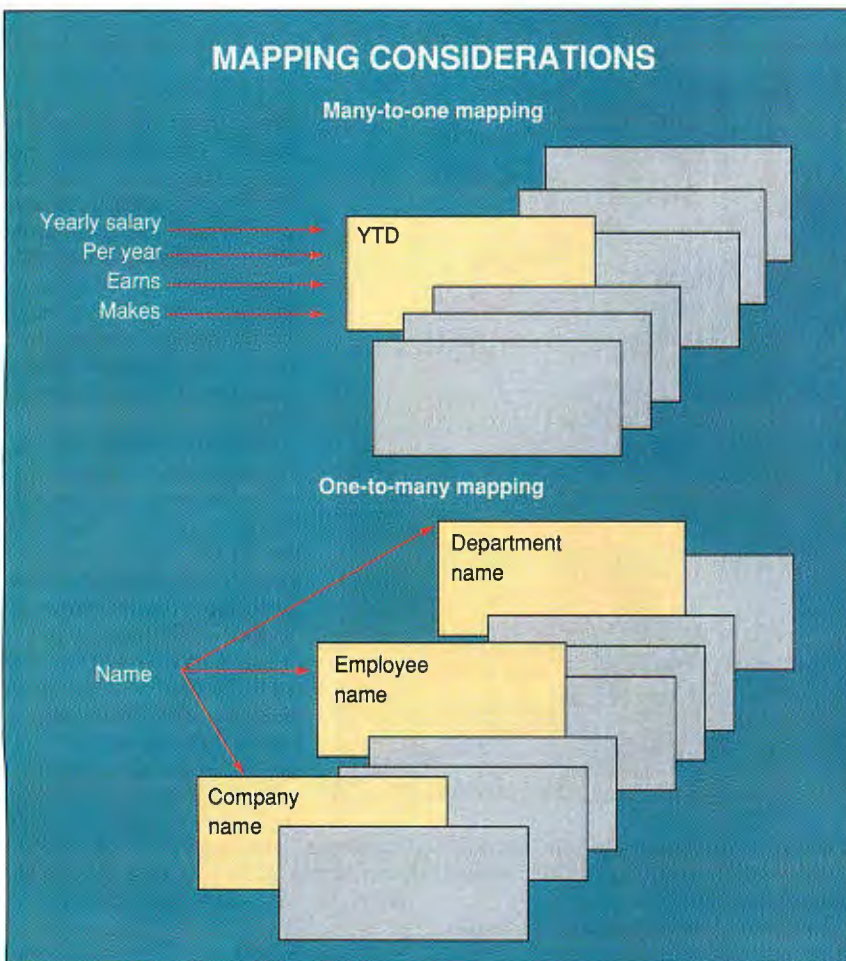 MAPPING CONSIDERATIONS
Many-to-one mapping
Yearly salary
Per year
Earns
Makes
YTD
One-to-many mapping
Department
name
Name
Employee
name
Company
name